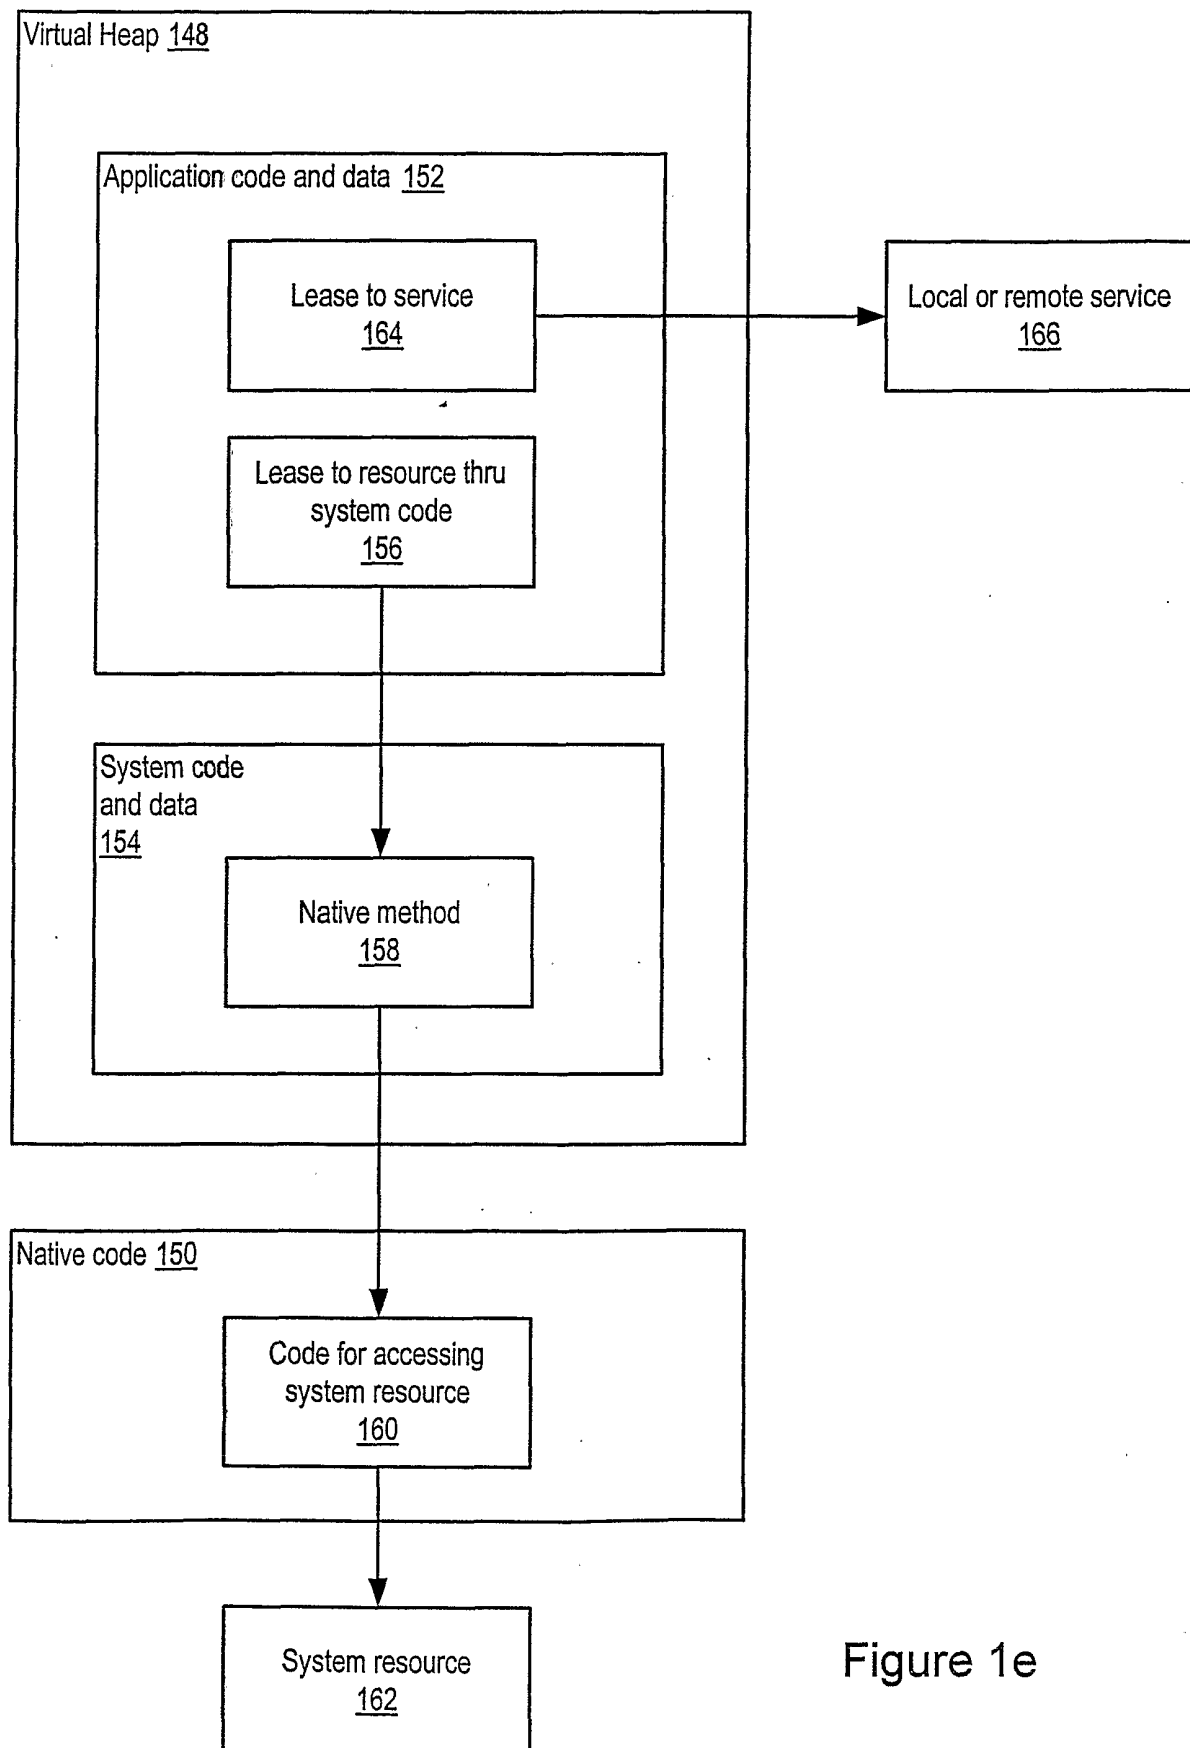 Virtual Heap 148
Application code and data 152
Lease to service
164
Local or remote service
166
Lease to resource thru
system code
156
System code
and data
154
Native method
158
Native code 150
Code for accessing
system resource
160
System resource
162
Figure 1e